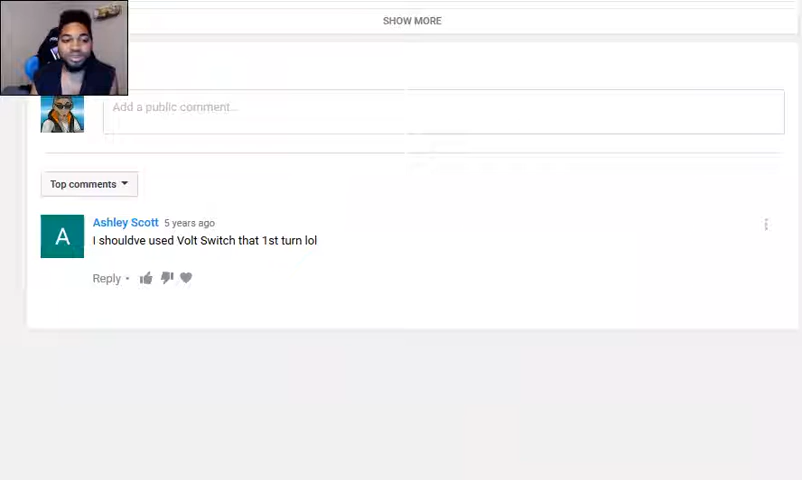 SHOW MORE
Add a public comment...
Top comments
A
Ashley Scott 5 years ago
I shouldve used Volt Switch that 1st turn lol
Reply •